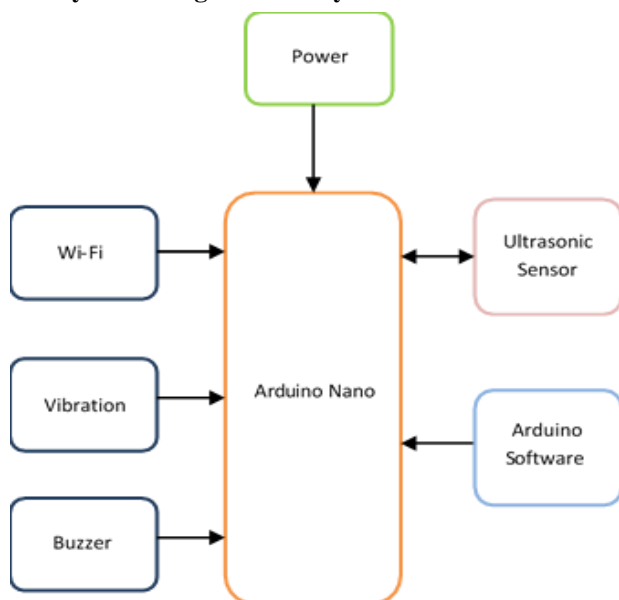 Power
Wi-Fi
Ultrasonic
Sensor
Vibration
Arduino Nano
Arduino
Software
Buzzer